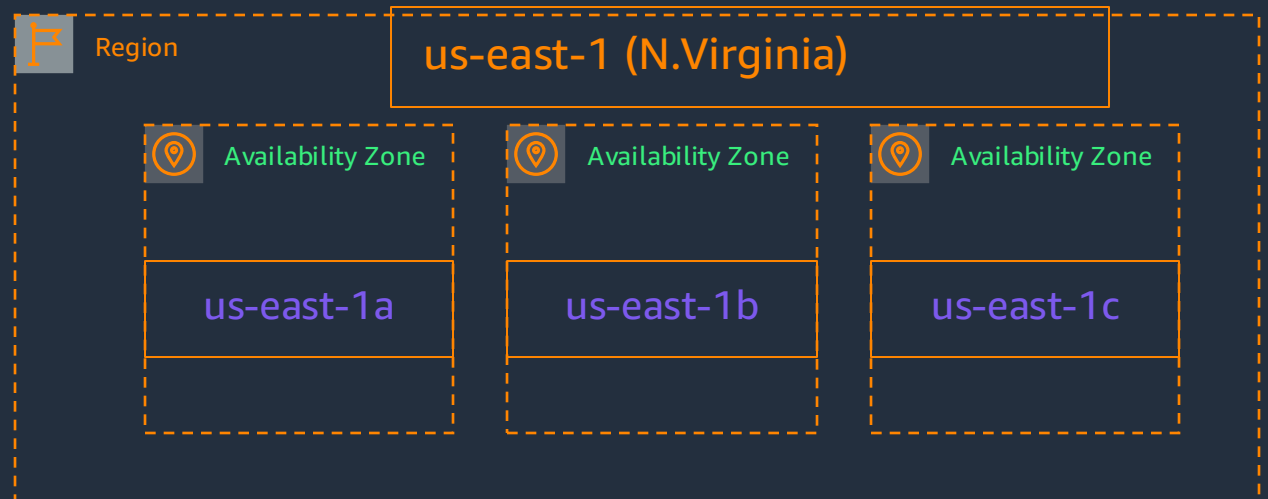 Region
us-east-1 (N.Virginia)
Availability Zone
Availability Zone
Availability Zone
us-east-1a
us-east-1b
us-east-1c